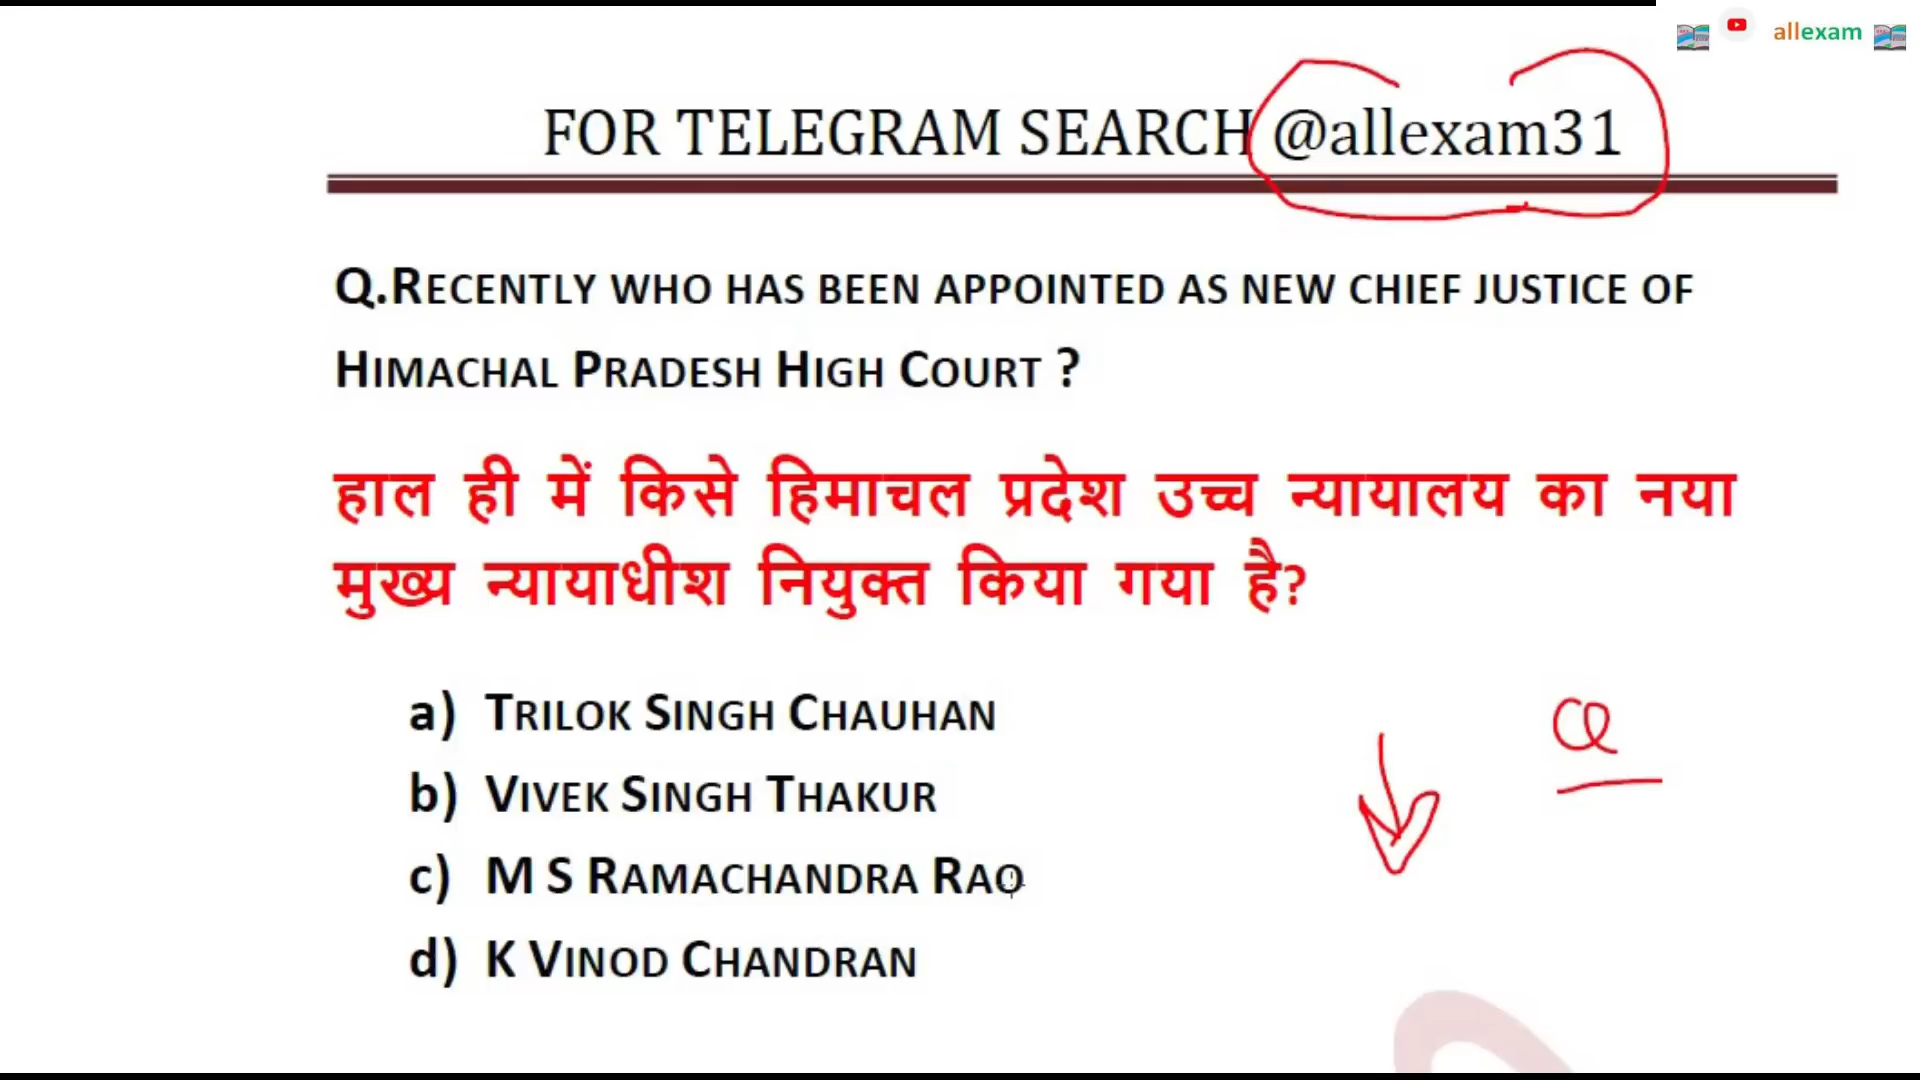 allexam
FOR TELEGRAM SEARCH @allexam31
Q.RECENTLY WHO HAS BEEN APPOINTED AS NEW CHIEF JUSTICE OF
HIMACHAL PRADESH HIGH COURT ?
हाल ही में किसे हिमाचल प्रदेश उच्च न्यायालय का नया
मुख्य न्यायाधीश नियुक्त किया गया है?
a) TRILOK SINGH CHAUHAN
b) VIVEK SINGH THAKUR
c) M S RAMACHANDRA RAO
d) K VINOD CHANDRAN